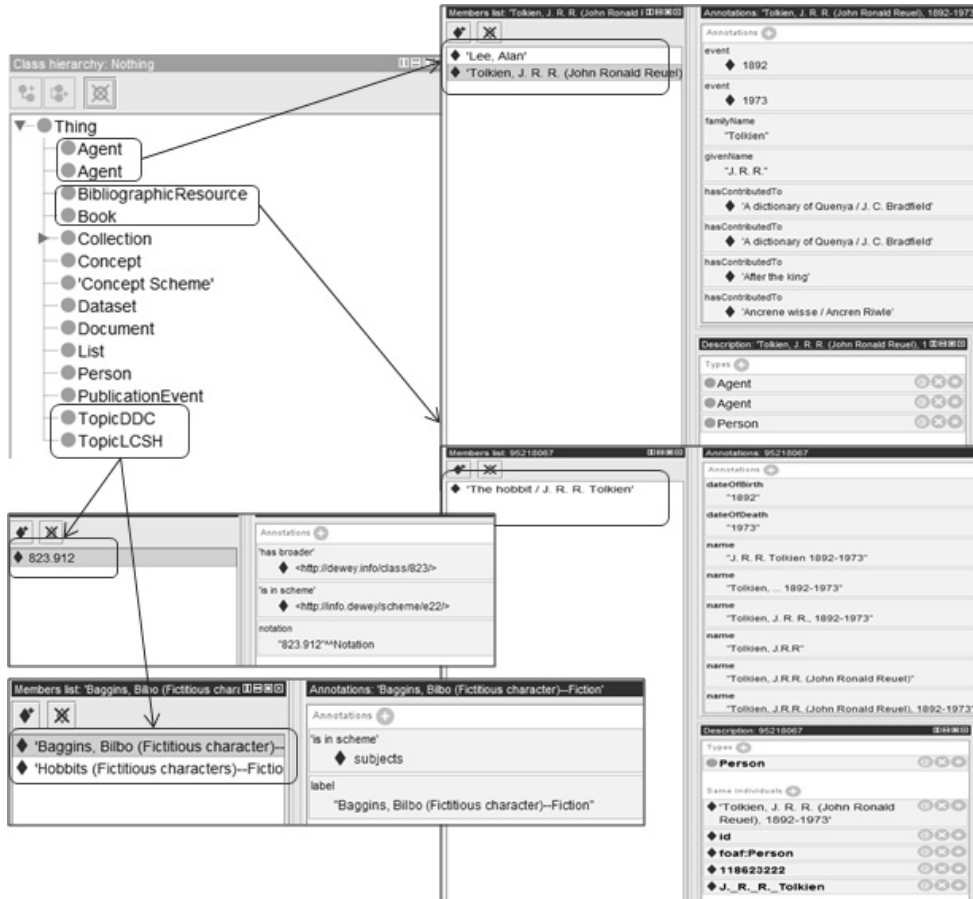 Class hierarchy: Nothing
Thing
Agent
Agent
BibliographicResource
Book
Collection
Concept
'Concept Scheme'
Dataset
Document
List
Person
PublicationEvent
TopicDDC
TopicLCSH
Members list: 'Tolkien, J. R. R. (John Ronald
'Lee, Alan'
'Tolkien, J. R. R. (John Ronald Reuel)
Annotations: 'Tolkien, J. R. R. (John Ronald Reuel), 1892-1973
Annotations
event
1892
event
1973
familyName
"Tolkien"
givenName
"J. R. R."
hasContributedTo
'A dictionary of Quenya / J. C. Bradfield'
hasContributedTo
'A dictionary of Quenya / J. C. Bradfield'
hasContributedTo
'After the king'
hasContributedTo
'Ancrene wisse / Ancren Riwle'
Description: 'Tolkien, J. R. R. (John Ronald Reuel), 1
Types
Agent
Agent
Person
Members list: 95218067
'The hobbit / J. R. R. Tolkien'
Annotations: 95218067
Annotations
dateOfBirth
"1892"
dateOfDeath
"1973"
name
"J. R. R. Tolkien 1892-1973"
name
"Tolkien, ... 1892-1973"
name
"Tolkien, J. R. R., 1892-1973"
name
"Tolkien, J.R.R"
name
"Tolkien, J.R.R. (John Ronald Reuel)"
name
"Tolkien, J.R.R. (John Ronald Reuel), 1892-1973"
Description: 95218067
Types
Person
Same individuals
'Tolkien, J. R. R. (John Ronald
Reuel), 1892-1973'
id
foaf:Person
118623222
J._R._R._Tolkien
823.912
Annotations
'has broader'
<http://dewey.info/class/823/>
'is in scheme'
<http://info.dewey/scheme/e22/>
notation
"823.912"^^Notation
Members list: 'Baggins, Bilbo (Fictitious chara
'Baggins, Bilbo (Fictitious character)--
'Hobbits (Fictitious characters)--Fictio
Annotations: 'Baggins, Bilbo (Fictitious character)--Fiction'
Annotations
'is in scheme'
subjects
label
"Baggins, Bilbo (Fictitious character)--Fiction"